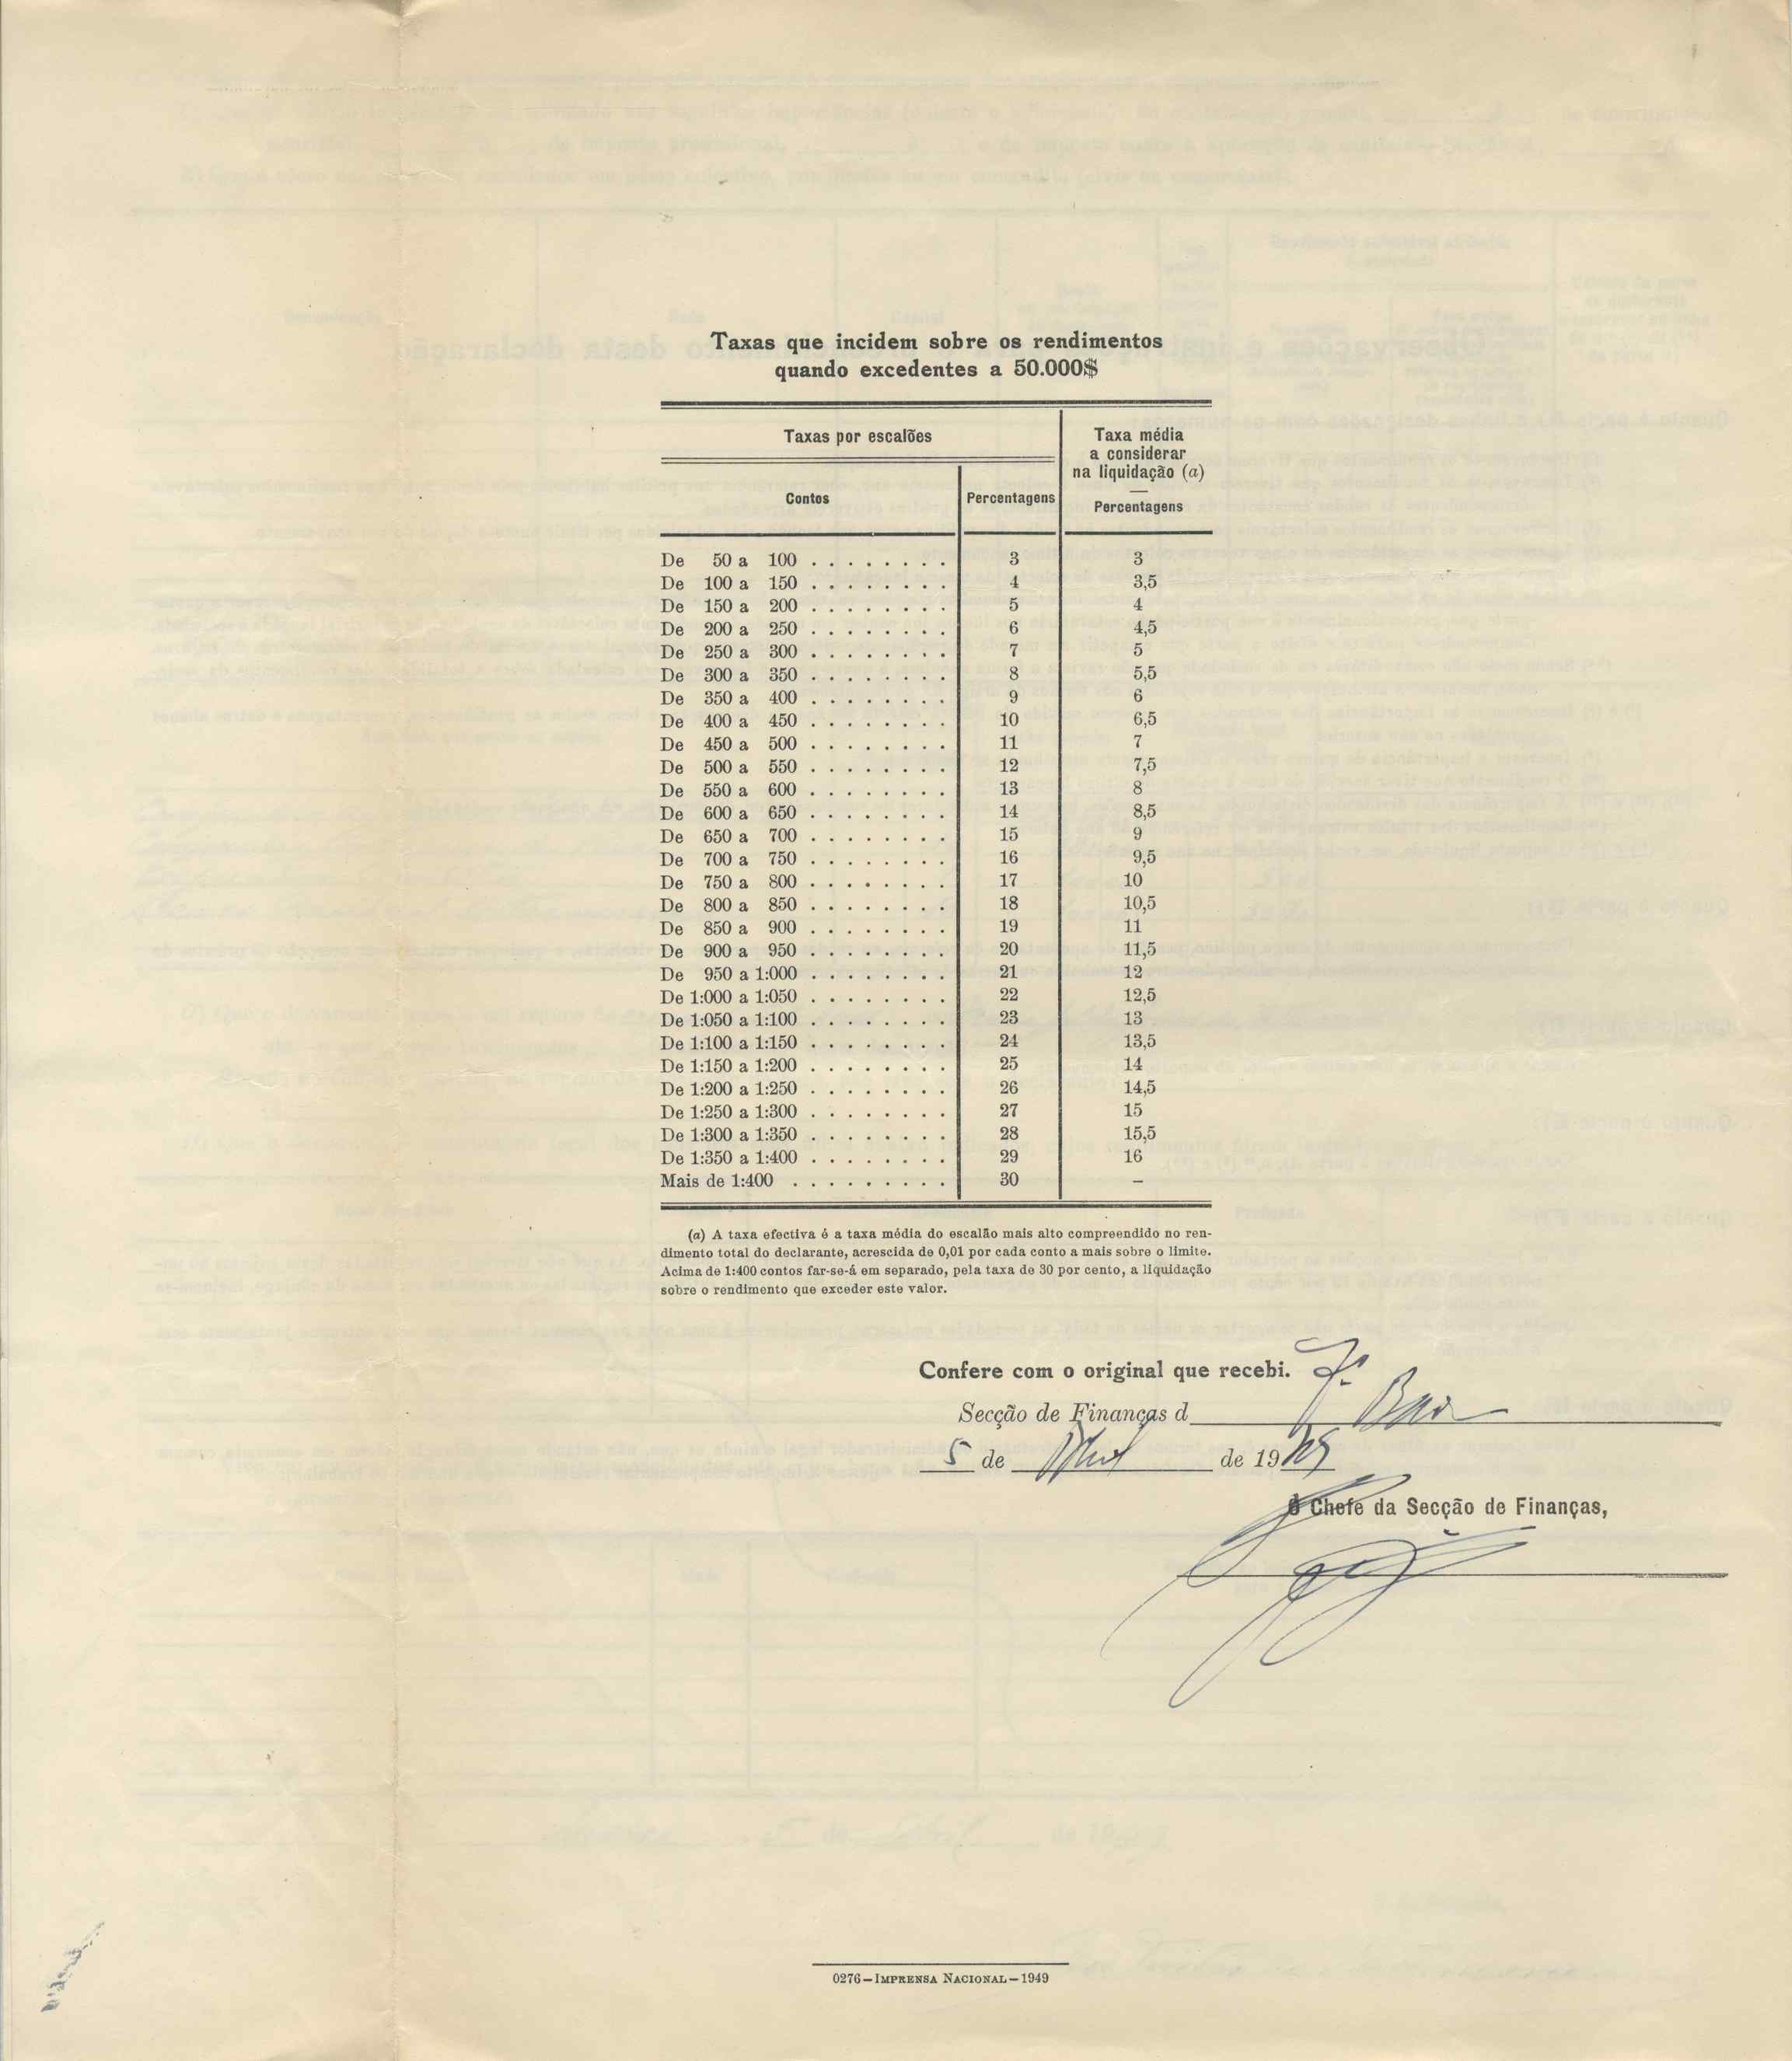 Taxas que incidem sobre os rendimentos
quando excedentes a 50.000$
Taxas por escalões
Taxa média
a considerar
na liquidação (a)
—
Percentagens
Contos
Percentagens
De 50 a 100 . . . . . . . . 3 3
De 100 a 150 . . . . . . . . 4 3,5
De 150 a 200 . . . . . . . . 5 4
De 200 a 250 . . . . . . . . 6 4,5
De 250 a 300 . . . . . . . . 7 5
De 300 a 350 . . . . . . . . 8 5,5
De 350 a 400 . . . . . . . . 9 6
De 400 a 450 . . . . . . . . 10 6,5
De 450 a 500 . . . . . . . . 11 7
De 500 a 550 . . . . . . . . 12 7,5
De 550 a 600 . . . . . . . . 13 8
De 600 a 650 . . . . . . . . 14 8,5
De 650 a 700 . . . . . . . . 15 9
De 700 a 750 . . . . . . . . 16 9,5
De 750 a 800 . . . . . . . . 17 10
De 800 a 850 . . . . . . . . 18 10,5
De 850 a 900 . . . . . . . . 19 11
De 900 a 950 . . . . . . . . 20 11,5
De 950 a 1:000 . . . . . . . . 21 12
De 1:000 a 1:050 . . . . . . . . 22 12,5
De 1:050 a 1:100 . . . . . . . . 23 13
De 1:100 a 1:150 . . . . . . . . 24 13,5
De 1:150 a 1:200 . . . . . . . . 25 14
De 1:200 a 1:250 . . . . . . . . 26 14,5
De 1:250 a 1:300 . . . . . . . . 27 15
De 1:300 a 1:350 . . . . . . . . 28 15,5
De 1:350 a 1:400 . . . . . . . . 29 16
Mais de 1:400 . . . . . . . . . 30 –
(a) A taxa efectiva é a taxa média do escalão mais alto compreendido no ren-
dimento total do declarante, acrescida de 0,01 por cada conto a mais sobre o limite.
Acima de 1:400 contos far-se-á em separado, pela taxa de 30 por cento, a liquidação
sobre o rendimento que exceder este valor.
Confere com o original que recebi.
Secção de Finanças d
5 de Abril de 1949
O Chefe da Secção de Finanças,
0276—IMPRENSA NACIONAL—1949